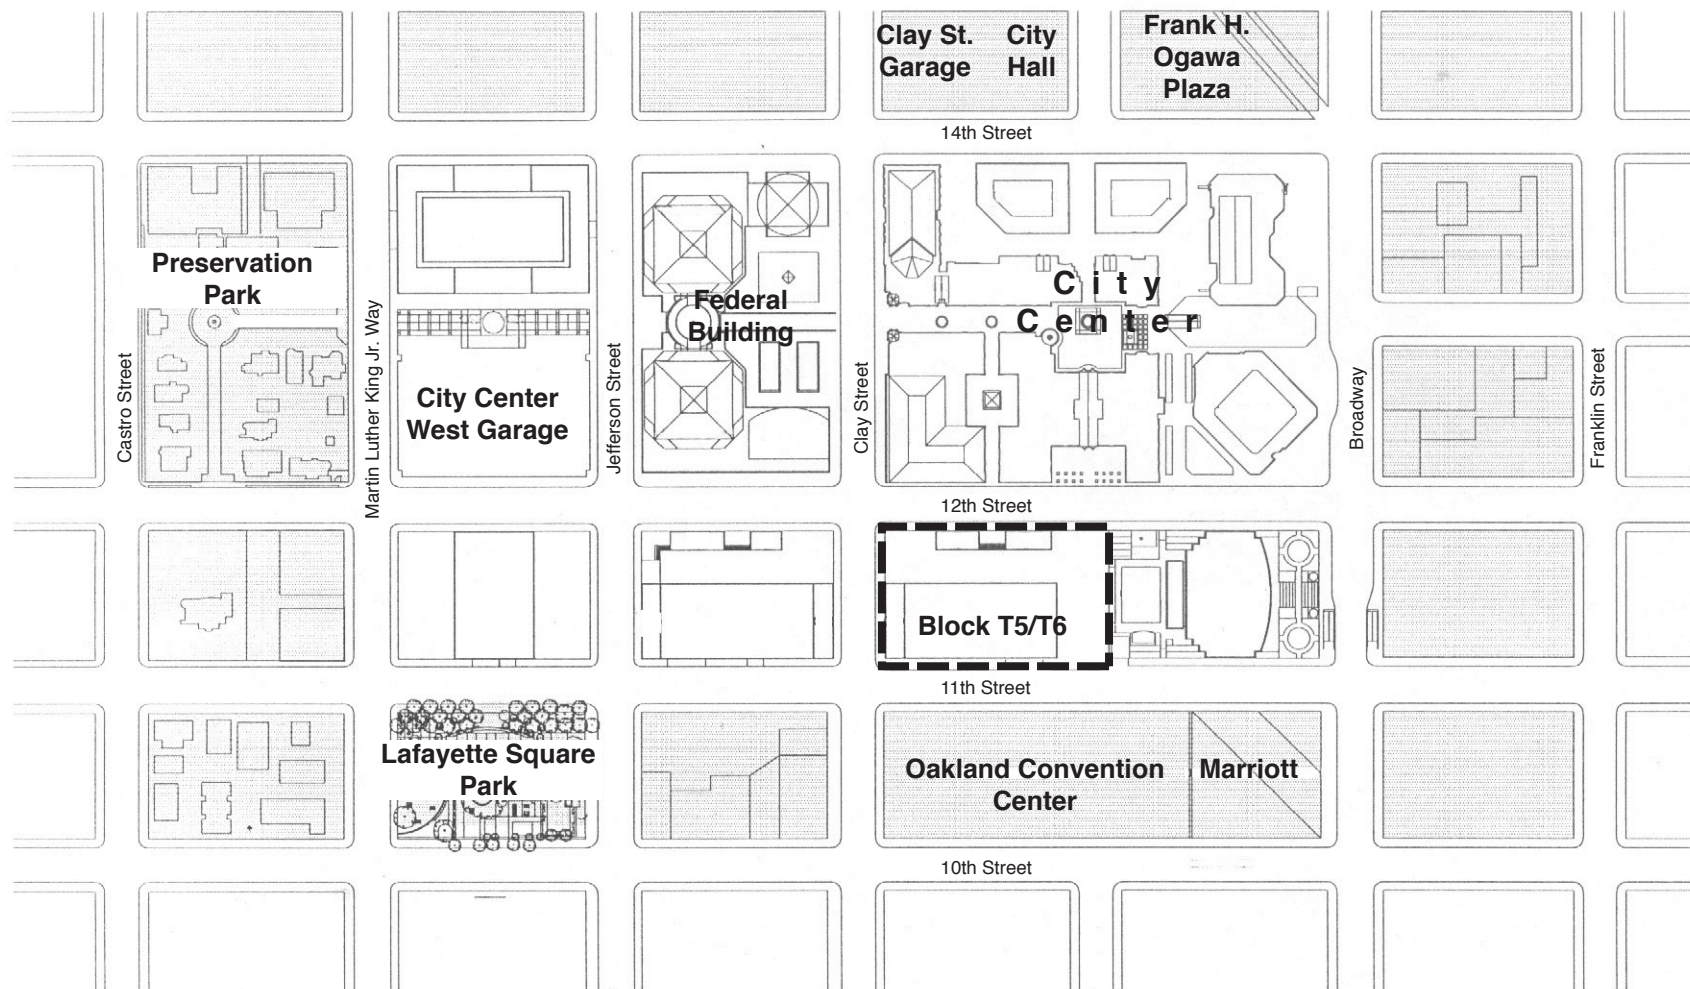 Clay St.
Garage
City
Hall
Frank H.
Ogawa
Plaza
14th Street
Preservation
Park
Federal
Building
City
Center
City Center
West Garage
Castro Street
Martin Luther King Jr. Way
Jefferson Street
Clay Street
Broadway
Franklin Street
12th Street
Block T5/T6
11th Street
Lafayette Square
Park
Oakland Convention
Center
Marriott
10th Street